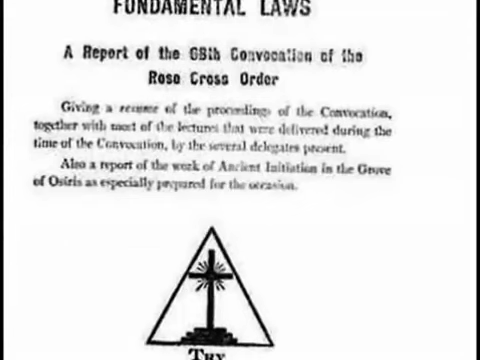 FUNDAMENTAL LAWS
A Report of the 68th Convocation of the
Rose Cross Order
Giving a resume of the proceedings of the Convocation,
together with most of the lectures that were delivered during the
time of the Convocation, by the several delegates present.
Also a report of the work of Ancient Initiation in the Grove
of Osiris as especially prepared for the occasion.
THY